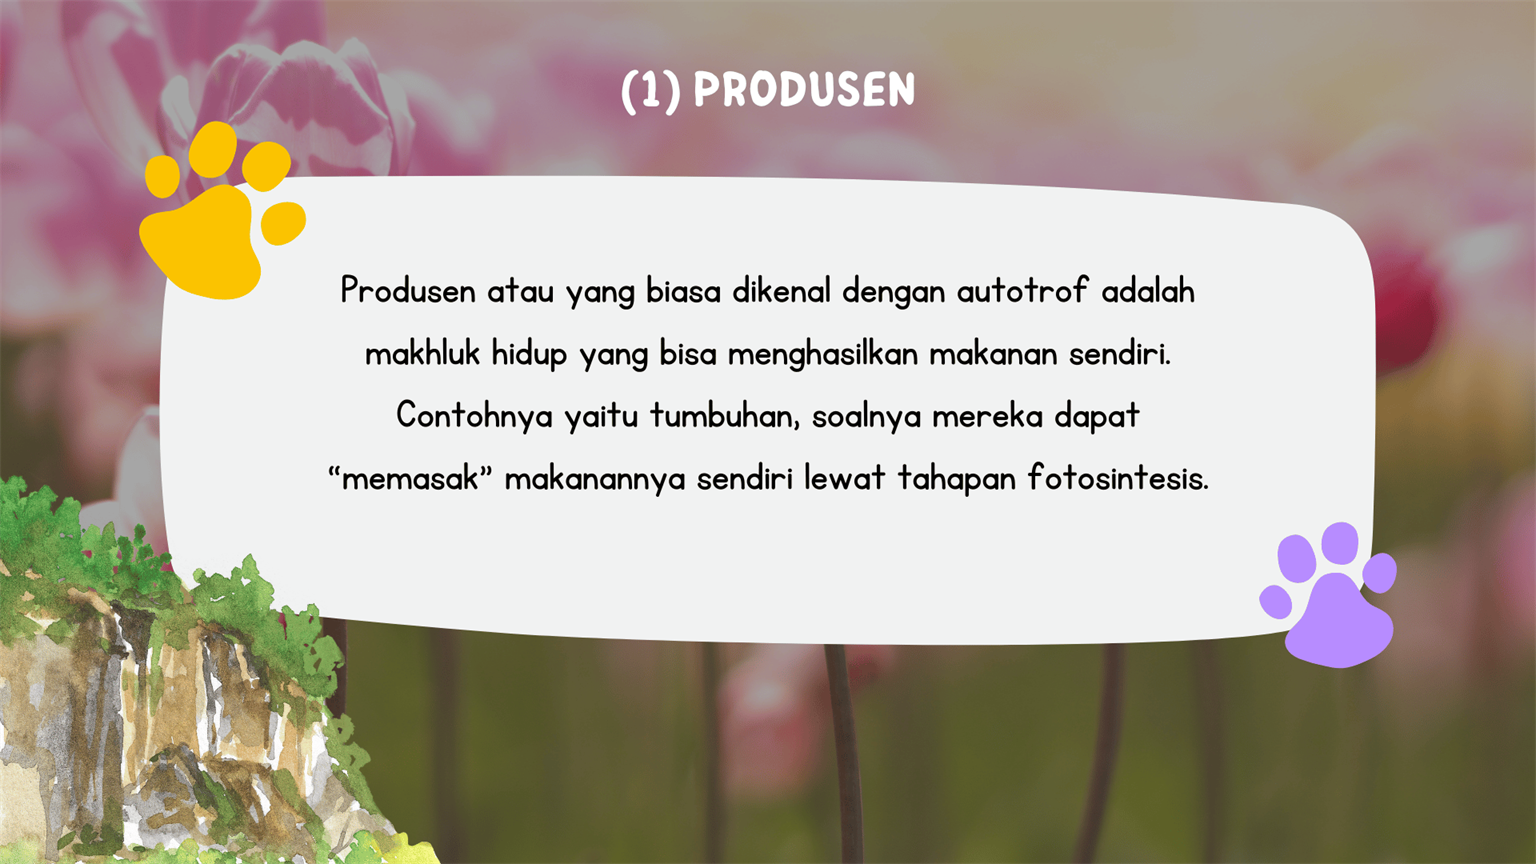 (1) PRODUSEN
Produsen atau yang biasa dikenal dengan autotrof adalah
makhluk hidup yang bisa menghasilkan makanan sendiri.
Contohnya yaitu tumbuhan, soalnya mereka dapat
“memasak” makanannya sendiri lewat tahapan fotosintesis.